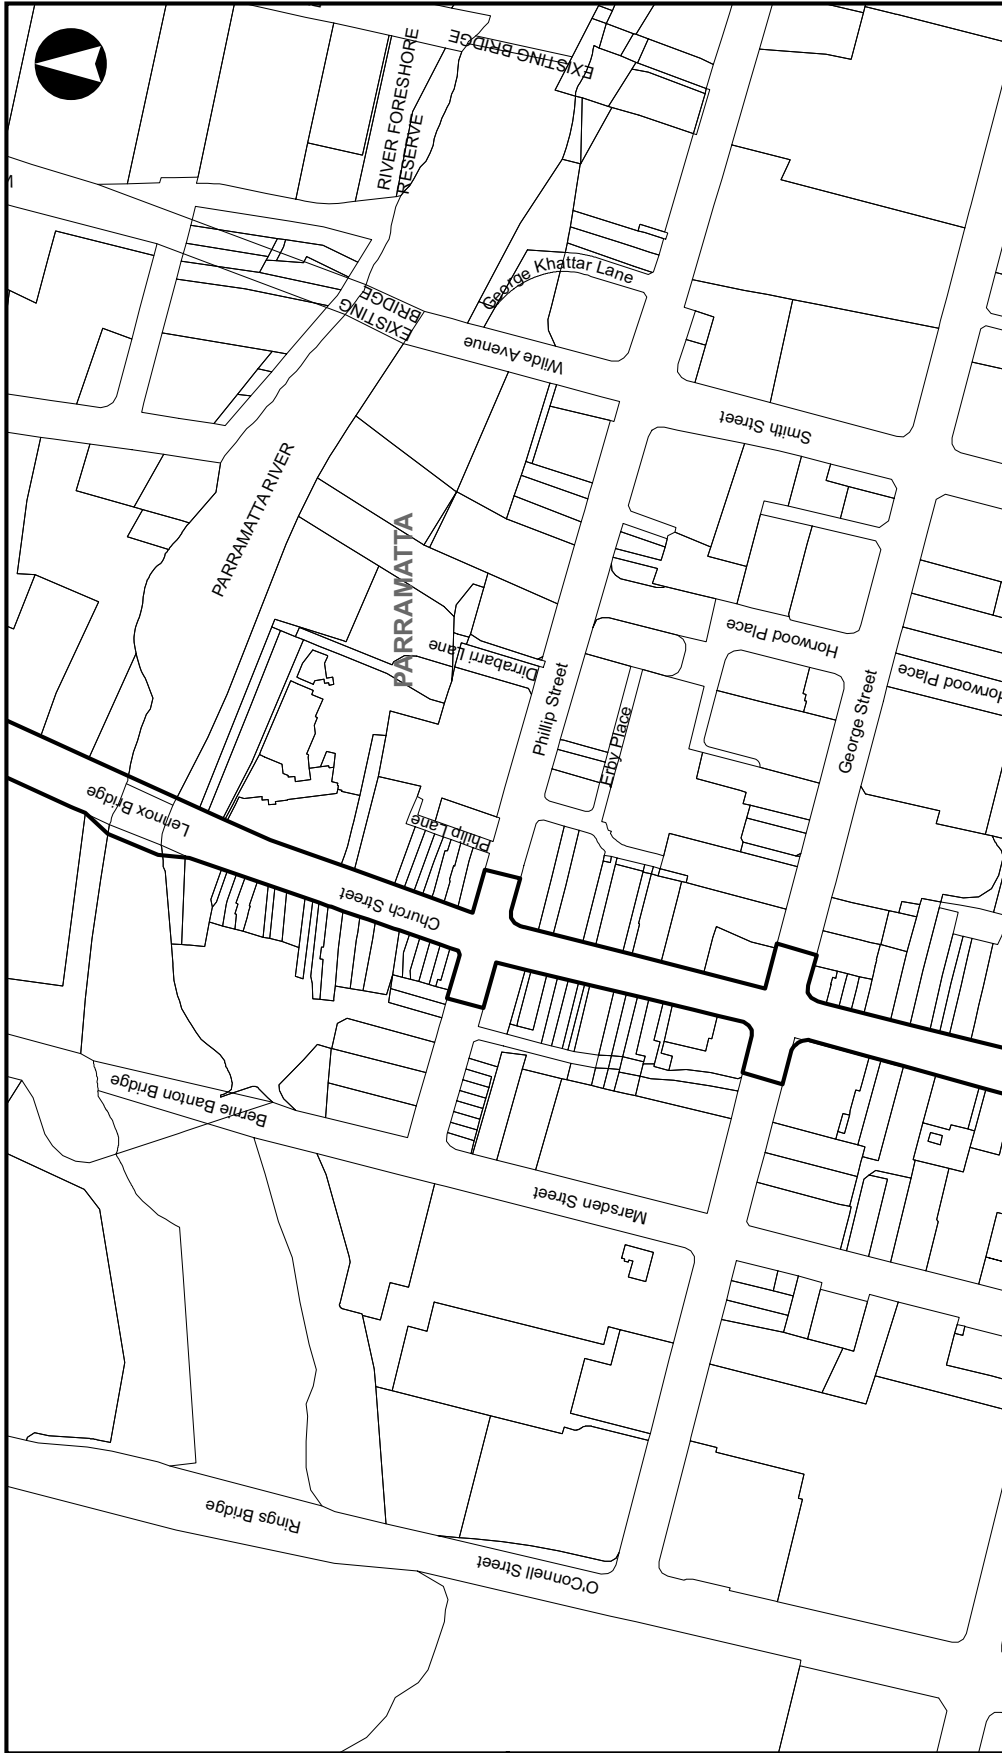 EXISTING BRIDGE
RIVER FORESHORE
RESERVE
George Khattar Lane
EXISTING
BRIDGE
Wilde Avenue
Smith Street
PARRAMATTA RIVER
PARRAMATTA
Horwood Place
Dirrabarri Lane
Phillip Street
George Street
Horwood Place
Erby Place
Lennox Bridge
Philip Lane
Church Street
Bernie Banton Bridge
Marsden Street
Rings Bridge
O'Connell Street